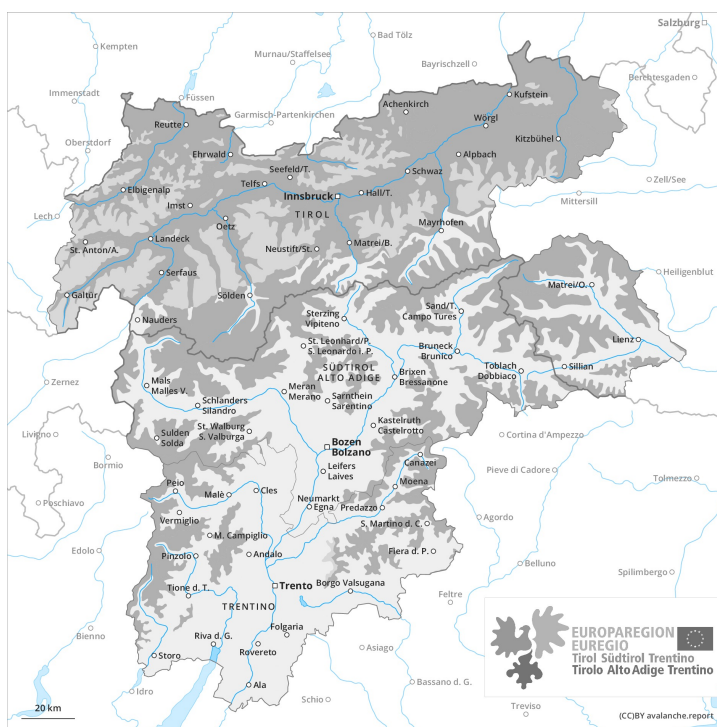 Salzburg
Kempten
Bad Tölz
Murnau/Staffelsee
Bayrischzell
Berchtesgaden
Immenstadt
Füssen
Achenkirch
Kufstein
Garmisch-Partenkirchen
Reutte
Wörgl
Oberstdorf
Kitzbühel
Ehrwald
Alpbach
Seefeld/T.
Schwaz
Telfs
Zell/See
Elbigenalp
Innsbruck
Hall/T.
Mittersill
Imst
TIROL
Lech
Oetz
Mayrhofen
St. Anton/A.
Landeck
Neustift/St.
Matrei/B.
Serfaus
Heiligenblut
Galtür
Sölden
Matrei/O.
Nauders
Sterzing
Vipiteno
Sand/T.
Campo Tures
St. Leonhard/P.
S. Leonardo i. P.
Lienz
Bruneck
Brunico
SÜDTIROL
ALTO ADIGE
Toblach
Dobbiaco
Sillian
Zernez
Mals
Malles V.
Meran
Merano
Brixen
Bressanone
Schlanders
Silandro
Sarnthein
Sarentino
St. Walburg
S. Valburga
Kastelruth
Castelrotto
Livigno
Sulden
Solda
Cortina d'Ampezzo
Bozen
Bolzano
Bormio
Canazei
Leifers
Laives
Pieve di Cadore
Tolmezzo
Peio
Malè
Cles
Moena
Poschiavo
Neumarkt
Egna
Predazzo
Vermiglio
Agordo
S. Martino d. C.
M. Campiglio
Edolo
Pinzolo
Andalo
Fiera d. P.
Belluno
Spilimbergo
Tione d. T.
Trento
Borgo Valsugana
Feltre
TRENTINO
Bienno
Folgaria
Riva d. G.
Rovereto
Asiago
Storo
Bassano d. G.
Ala
Idro
Schio
Treviso
EUROPAREGION
EUREGIO
Tirol Südtirol Trentino
Tirolo Alto Adige Trentino
20 km
(CC)BY avalanche.report